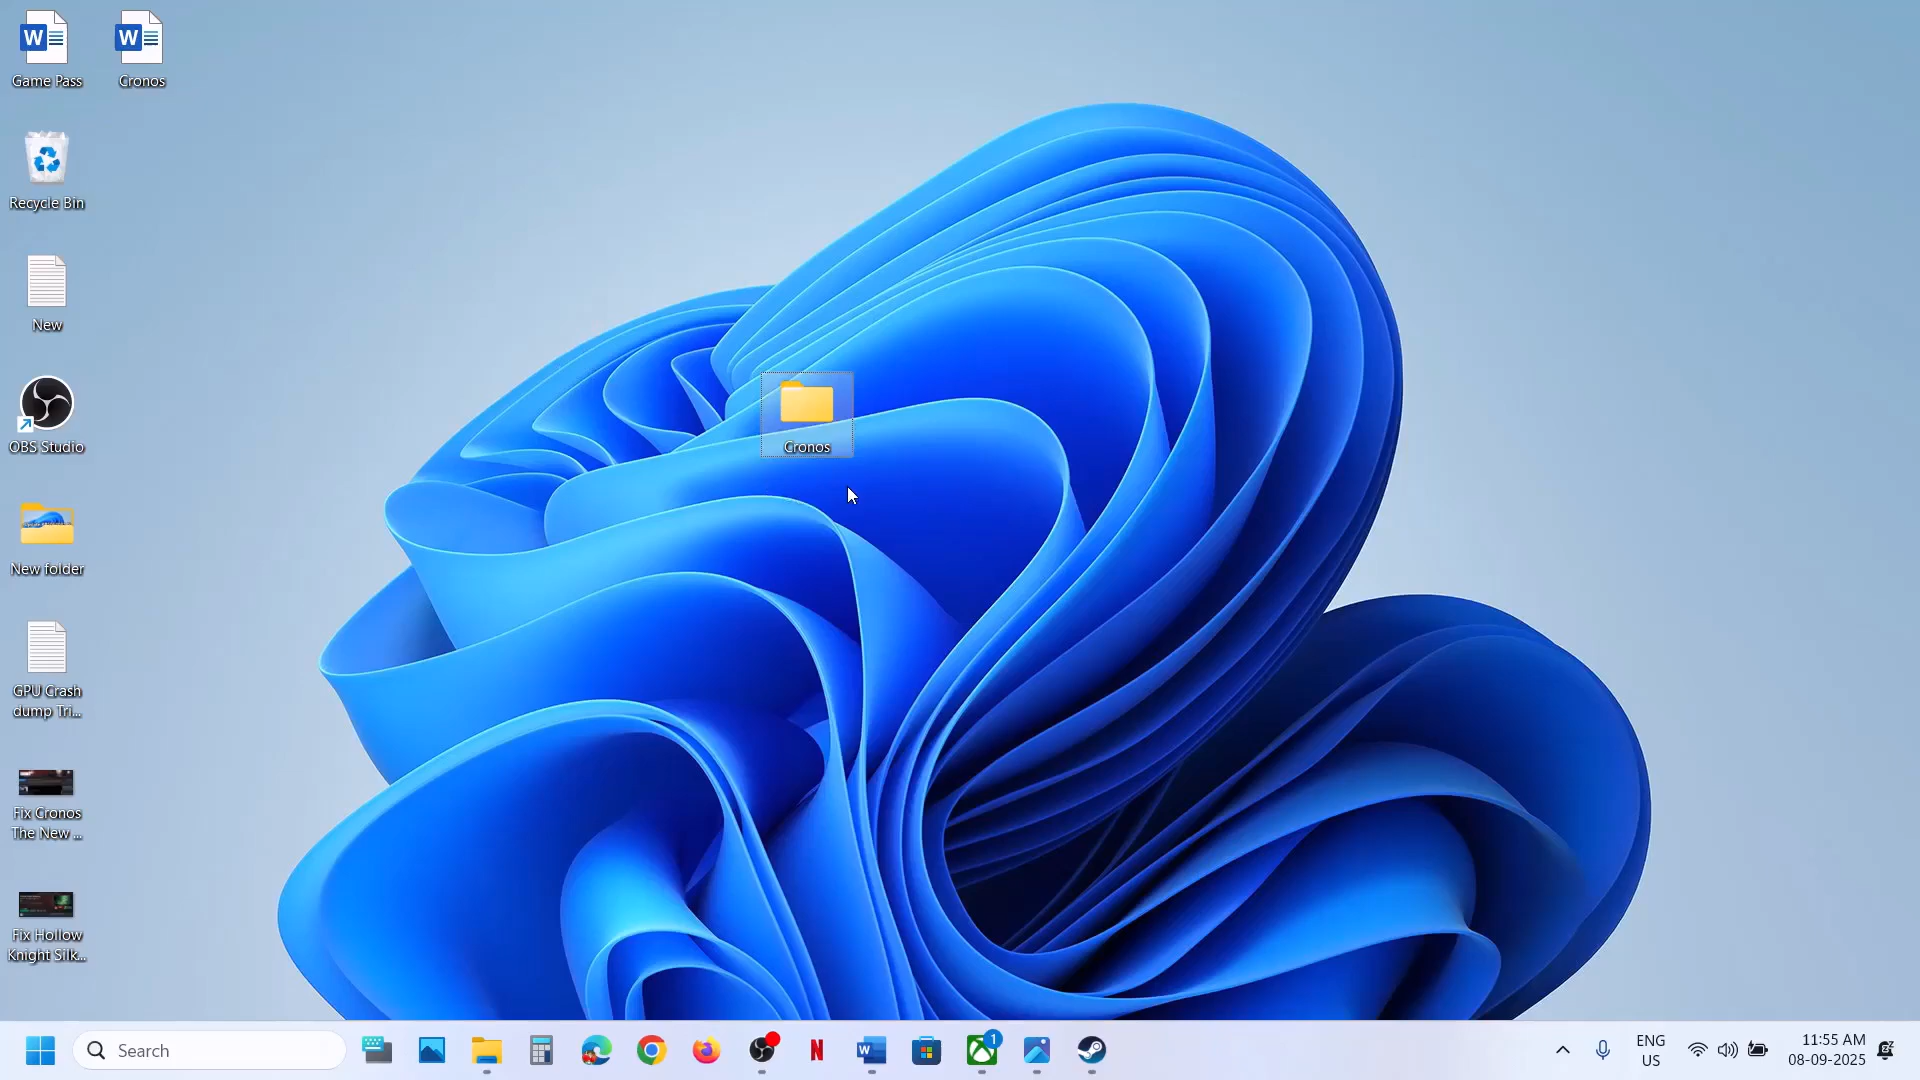 Game Pass
Cronos
Recycle Bin
New
OBS Studio
New folder
GPU Crash
dump Tri...
Fix Cronos
The New ...
Fix Hollow
Knight Silk...
Cronos
Search
1
ENG
US
11:55 AM
08-09-2025